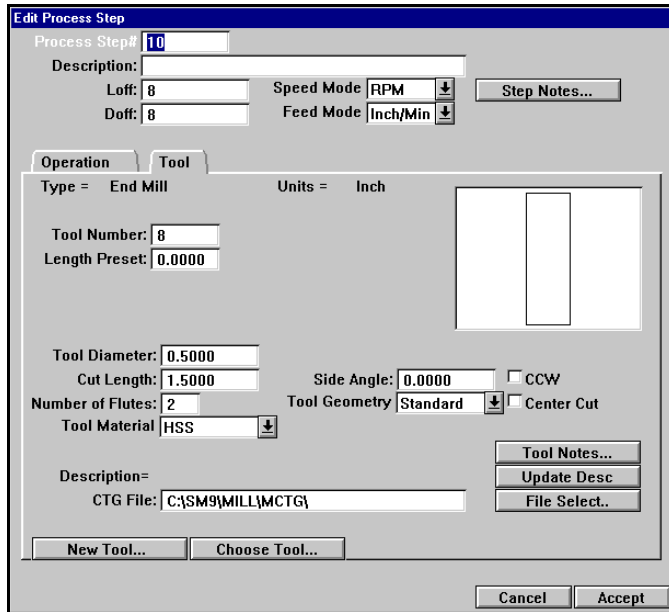 Edit Process Step
Process Step# 10
Description:
Loff: 8 Speed Mode RPM Step Notes...
Doff: 8 Feed Mode Inch/Min
Operation Tool
Type = End Mill Units = Inch
Tool Number: 8
Length Preset: 0.0000
Tool Diameter: 0.5000
Cut Length: 1.5000 Side Angle: 0.0000 CCW
Number of Flutes: 2 Tool Geometry Standard Center Cut
Tool Material HSS
Tool Notes...
Description= Update Desc
CTG File: C:\SM9\MILL\MCTG\ File Select..
New Tool... Choose Tool...
Cancel Accept